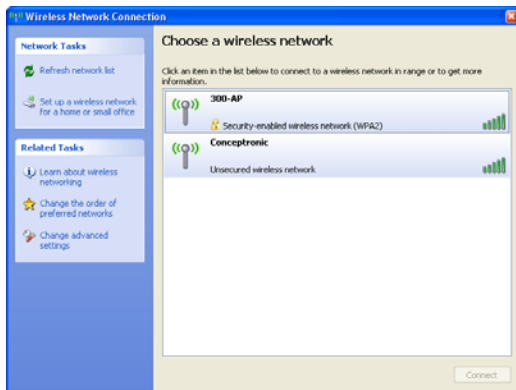 Wireless Network Connection
Network Tasks
Refresh network list
Set up a wireless network
for a home or small office
Related Tasks
Learn about wireless
networking
Change the order of
preferred networks
Change advanced
settings
Choose a wireless network
Click an item in the list below to connect to a wireless network in range or to get more
information.
300-AP
Security-enabled wireless network (WPA2)
Conceptronic
Unsecured wireless network
Connect